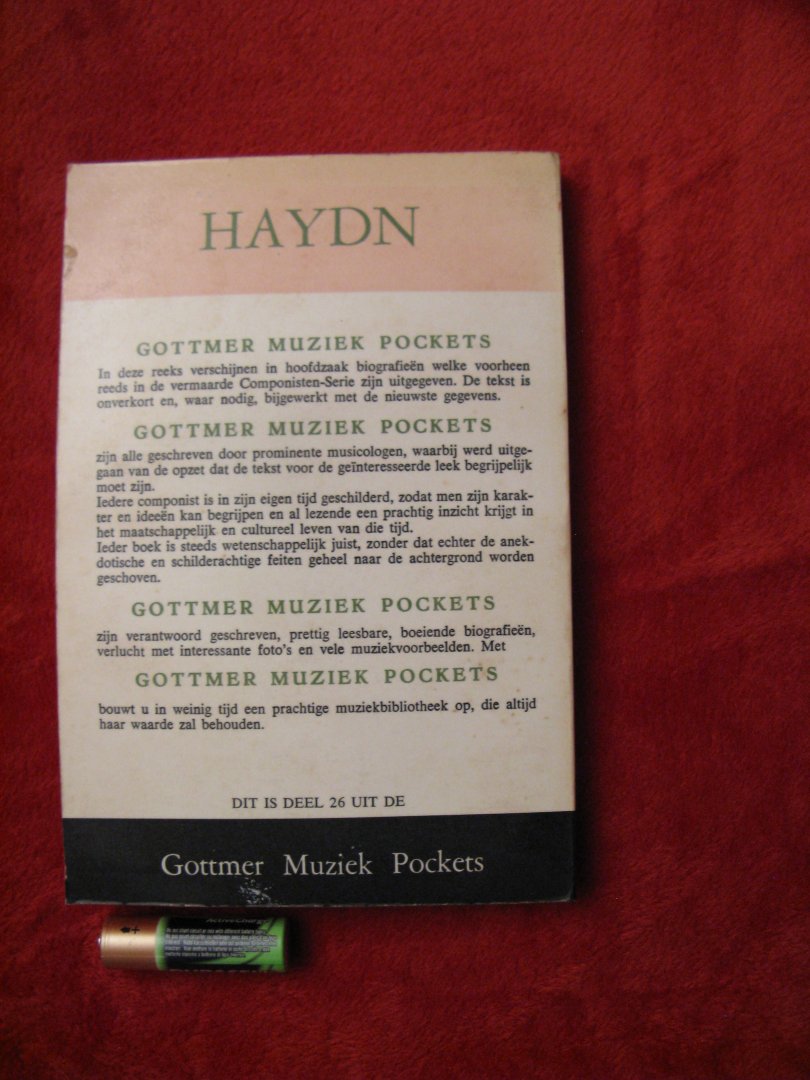 HAYDN
GOTTMER MUZIEK POCKETS
In deze reeks verschijnen in hoofdzaak biografieën welke voorheen
reeds in de vermaarde Componisten-Serie zijn uitgegeven. De tekst is
onverkort en, waar nodig, bijgewerkt met de nieuwste gegevens.
GOTTMER MUZIEK POCKETS
zijn alle geschreven door prominente musicologen, waarbij werd uitge-
gaan van de opzet dat de tekst voor de geïnteresseerde leek begrijpelijk
moet zijn.
Iedere componist is in zijn eigen tijd geschilderd, zodat men zijn karak-
ter en ideeën kan begrijpen en al lezende een prachtig inzicht krijgt in
het maatschappelijk en cultureel leven van die tijd.
Ieder boek is steeds wetenschappelijk juist, zonder dat echter de anek-
dotische en schilderachtige feiten geheel naar de achtergrond worden
geschoven.
GOTTMER MUZIEK POCKETS
zijn verantwoord geschreven, prettig leesbare, boeiende biografieën,
verlucht met interessante foto's en vele muziekvoorbeelden. Met
GOTTMER MUZIEK POCKETS
bouwt u in weinig tijd een prachtige muziekbibliotheek op, die altijd
haar waarde zal behouden.
DIT IS DEEL 26 UIT DE
Gottmer Muziek Pockets
+ ActiveCharge